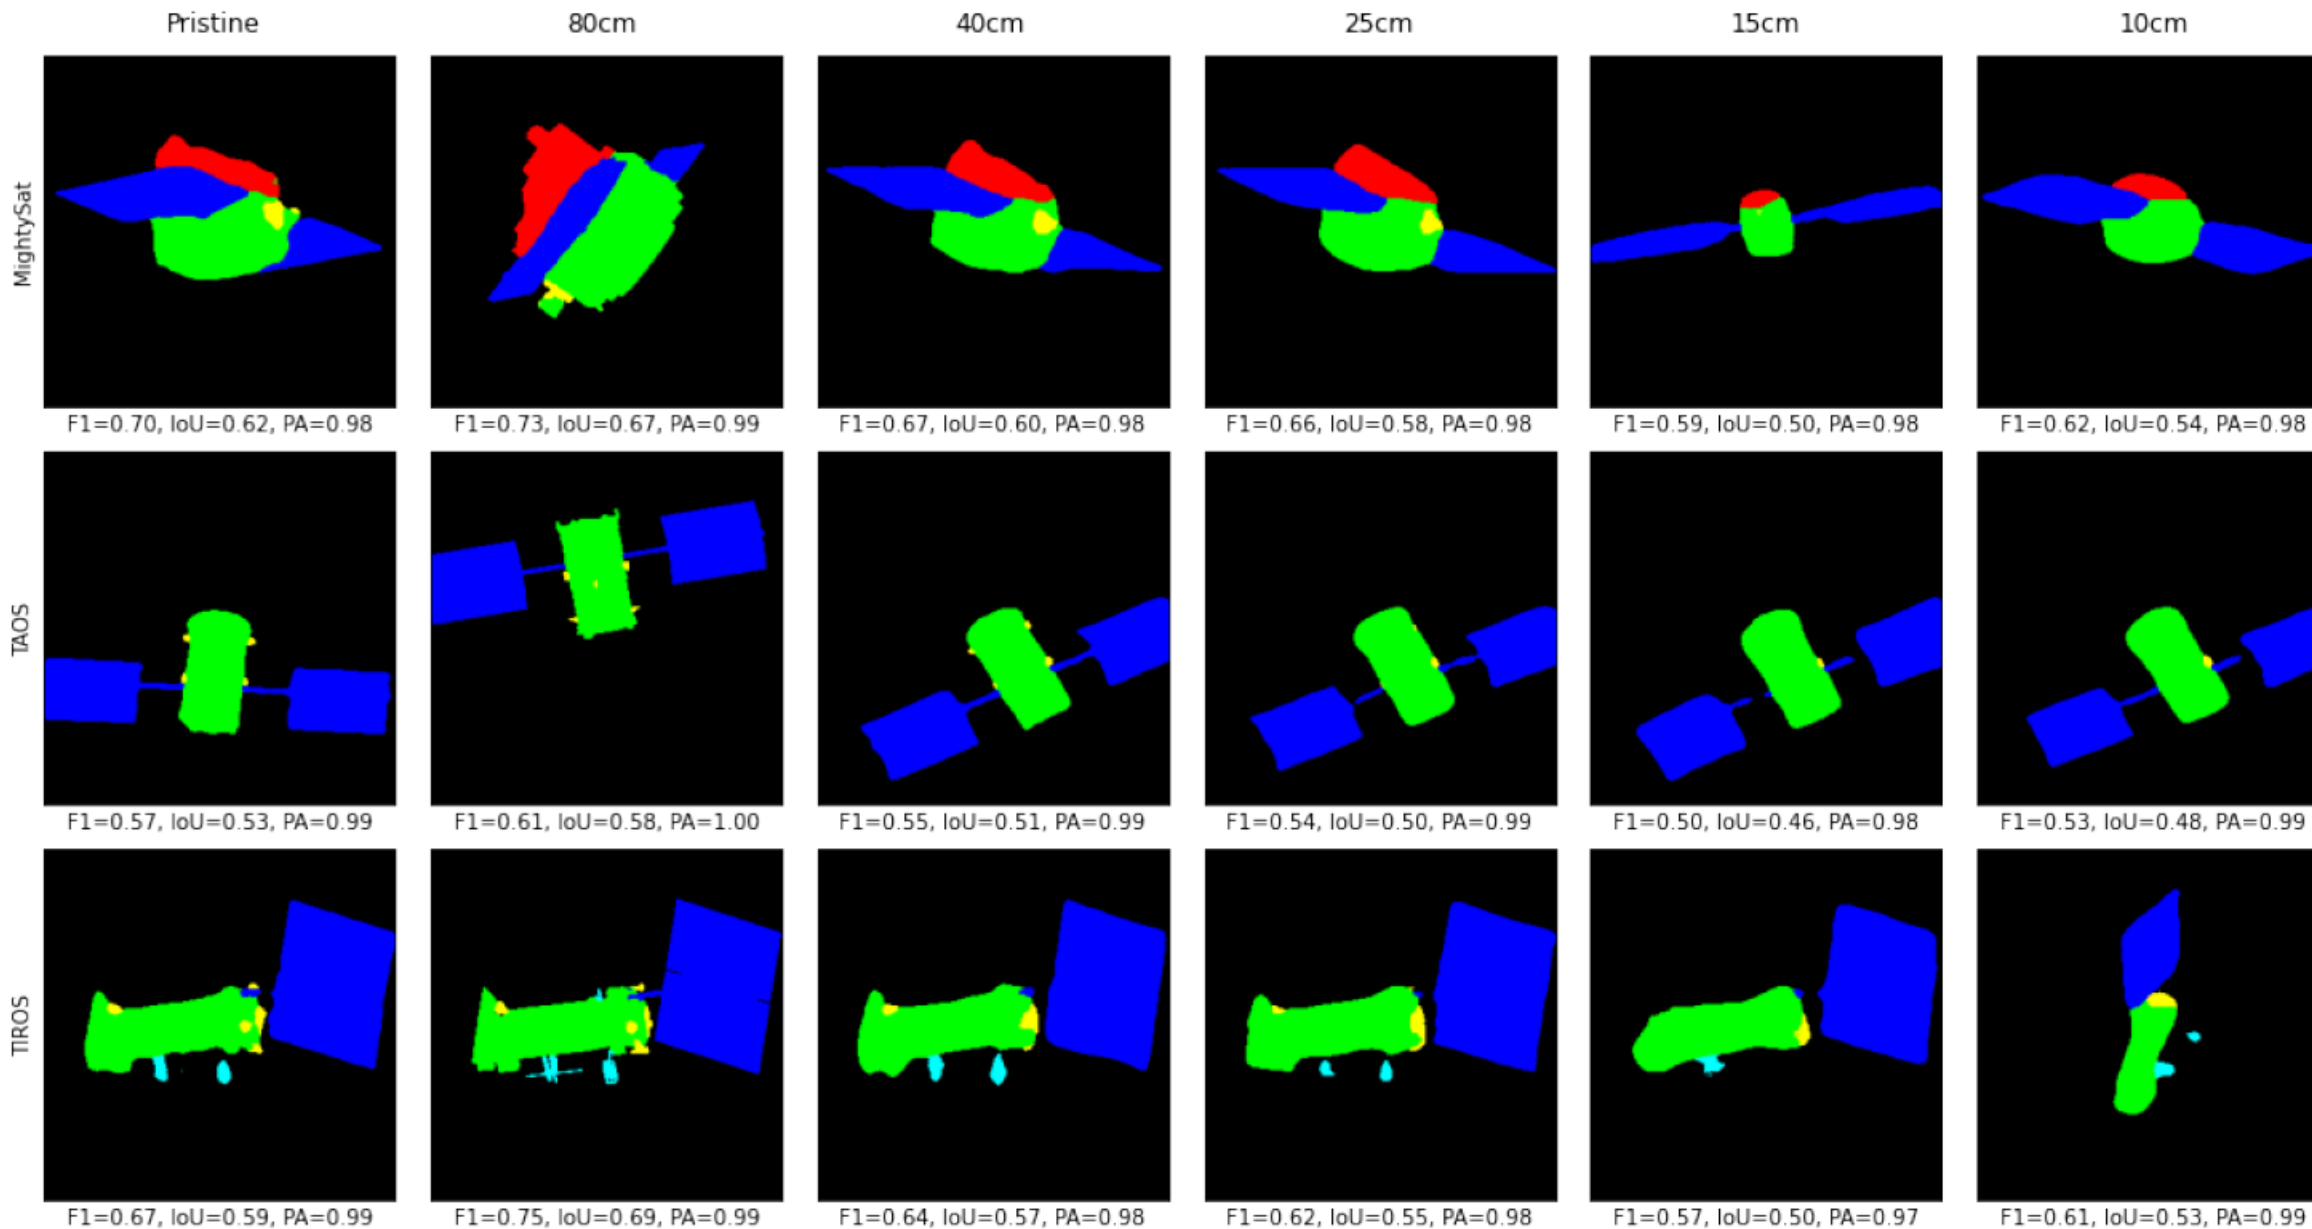 Pristine 80cm 40cm 25cm 15cm 10cm
MightySat
F1=0.70, IoU=0.62, PA=0.98 F1=0.73, IoU=0.67, PA=0.99 F1=0.67, IoU=0.60, PA=0.98 F1=0.66, IoU=0.58, PA=0.98 F1=0.59, IoU=0.50, PA=0.98 F1=0.62, IoU=0.54, PA=0.98
TAOS
F1=0.57, IoU=0.53, PA=0.99 F1=0.61, IoU=0.58, PA=1.00 F1=0.55, IoU=0.51, PA=0.99 F1=0.54, IoU=0.50, PA=0.99 F1=0.50, IoU=0.46, PA=0.98 F1=0.53, IoU=0.48, PA=0.99
TIROS
F1=0.67, IoU=0.59, PA=0.99 F1=0.75, IoU=0.69, PA=0.99 F1=0.64, IoU=0.57, PA=0.98 F1=0.62, IoU=0.55, PA=0.98 F1=0.57, IoU=0.50, PA=0.97 F1=0.61, IoU=0.53, PA=0.99